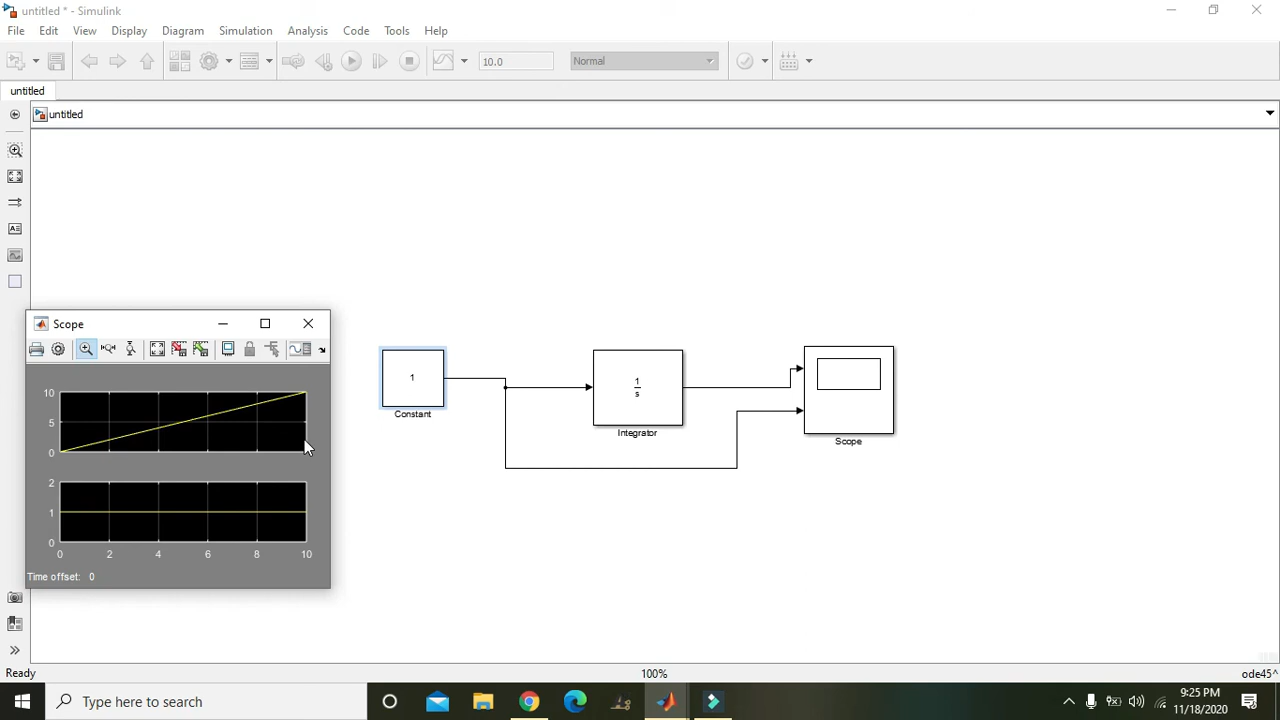 untitled * - Simulink
File Edit View Display Diagram Simulation Analysis Code Tools Help
10.0 Normal
untitled
untitled
Scope
10
5
0
2
1
0
0 2 4 6 8 10
Time offset: 0
1
Constant
1
s
Integrator
Scope
Ready 100% ode45^
Type here to search
9:25 PM
11/18/2020